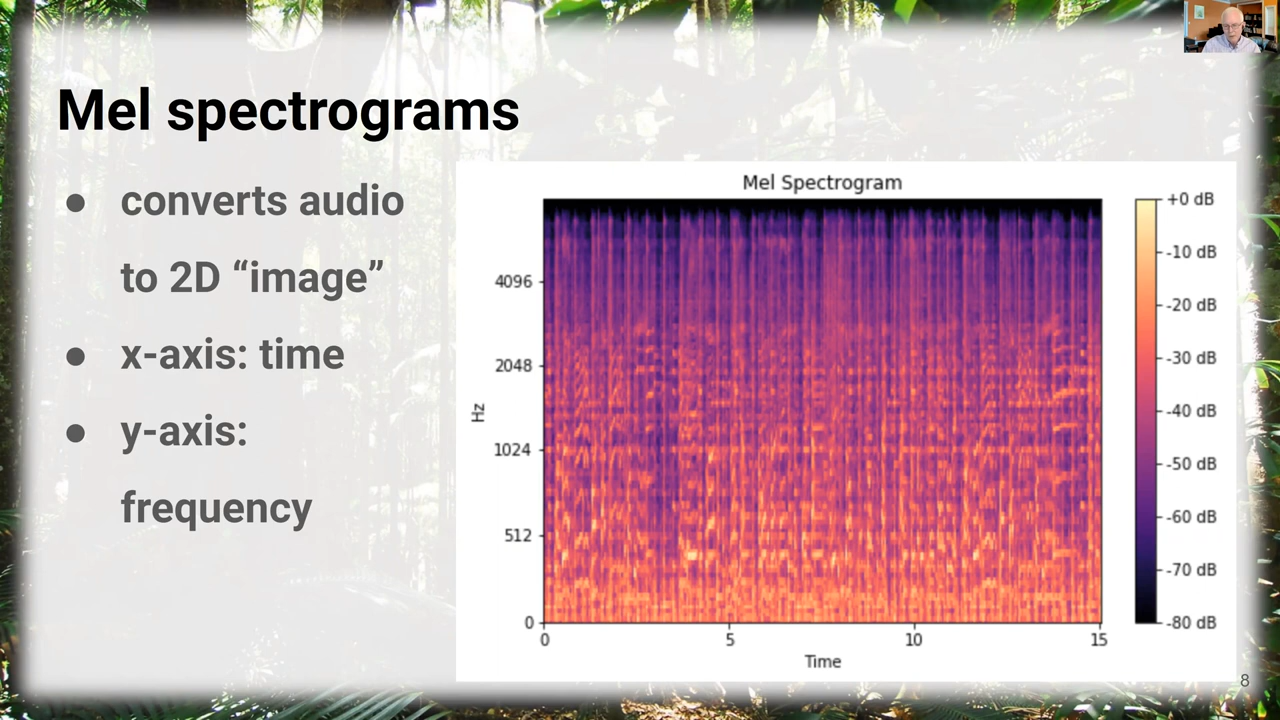 Mel spectrograms
● converts audio
to 2D “image”
● x-axis: time
● y-axis:
frequency
Mel Spectrogram
Hz
4096
2048
1024
512
0
0 5 10 15
Time
+0 dB
-10 dB
-20 dB
-30 dB
-40 dB
-50 dB
-60 dB
-70 dB
-80 dB
8